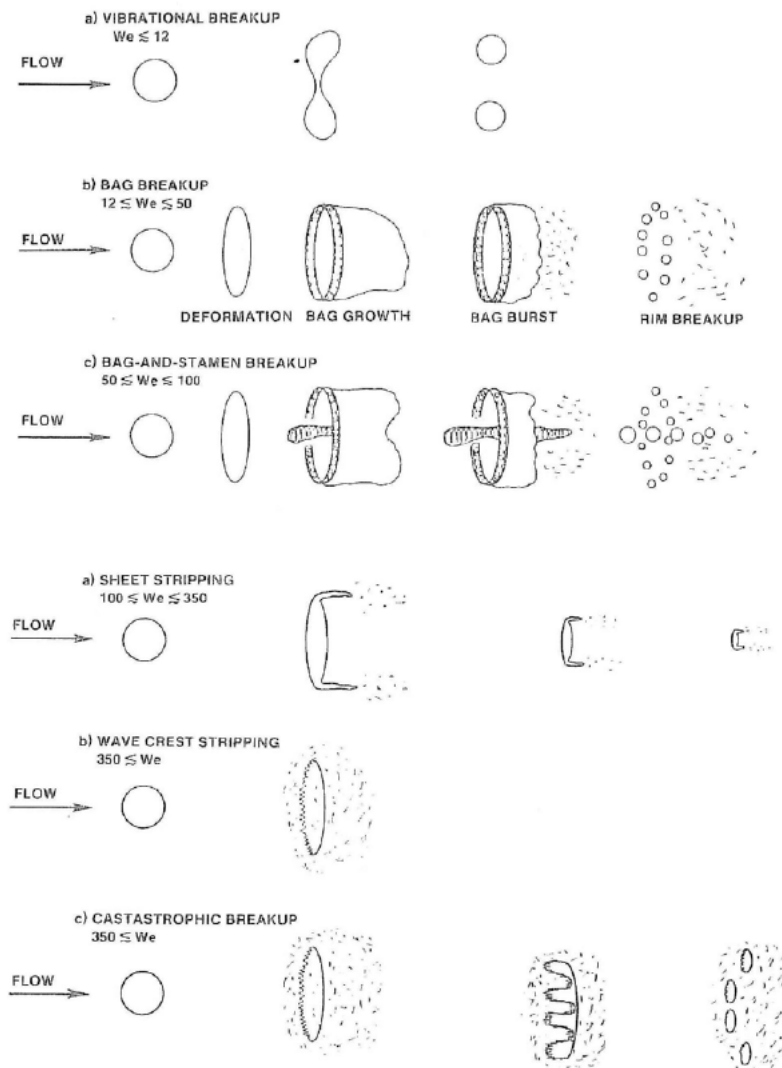 a) VIBRATIONAL BREAKUP
We ≲ 12
FLOW
b) BAG BREAKUP
12 ≲ We ≲ 50
FLOW
DEFORMATION BAG GROWTH BAG BURST RIM BREAKUP
c) BAG-AND-STAMEN BREAKUP
50 ≲ We ≲ 100
FLOW
a) SHEET STRIPPING
100 ≲ We ≲ 350
FLOW
b) WAVE CREST STRIPPING
350 ≲ We
FLOW
c) CASTASTROPHIC BREAKUP
350 ≲ We
FLOW